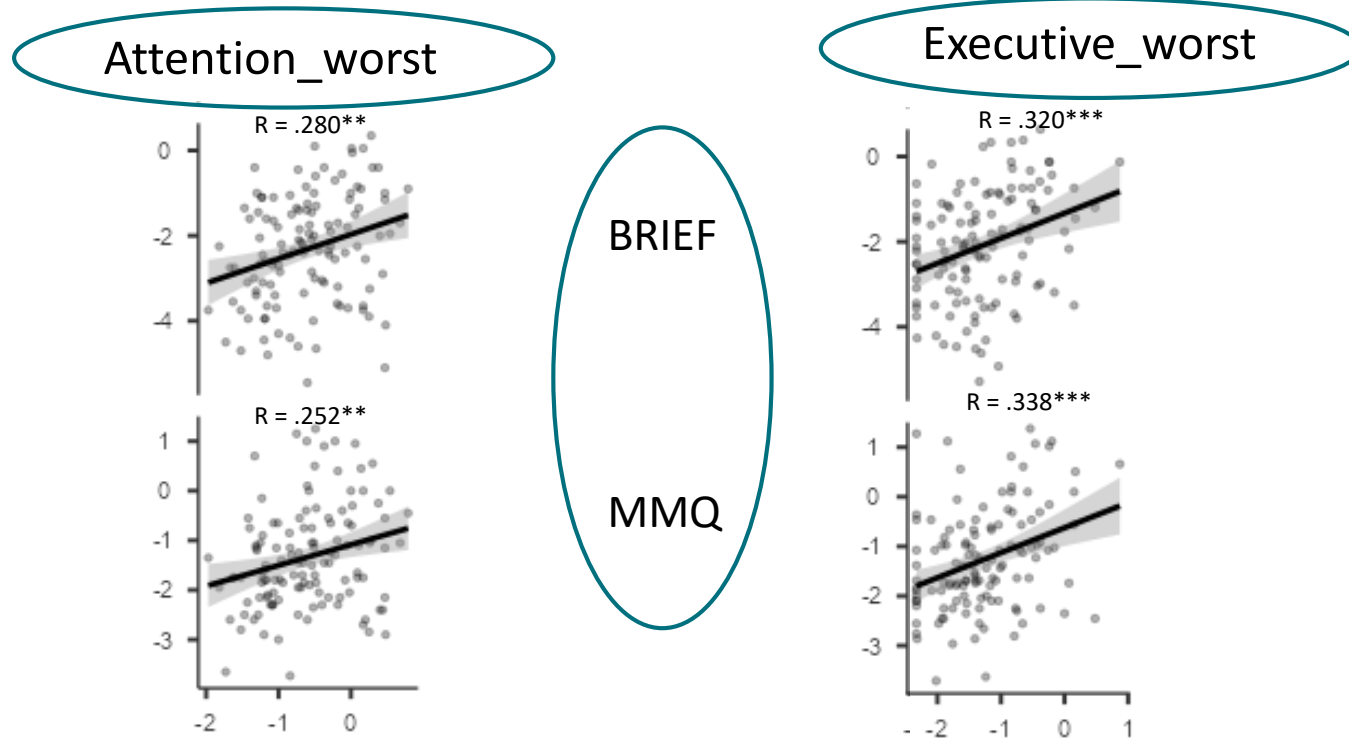 Attention_worst
Executive_worst
R = .280**
0
-2
-4
R = .320***
0
-2
-4
BRIEF
MMQ
R = .252**
1
0
-1
-2
-3
-2 -1 0
R = .338***
1
0
-1
-2
-3
- -2 -1 0 1